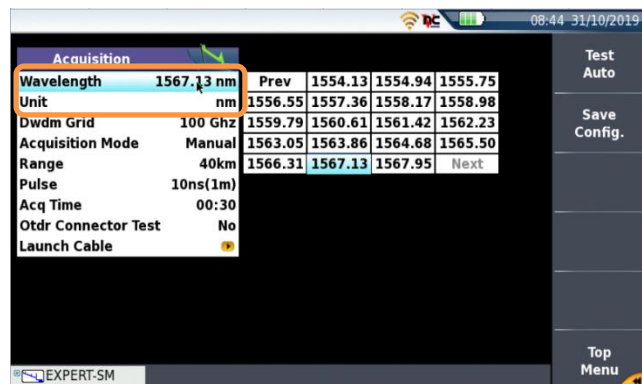 08:44 31/10/2019
Acquisition
Wavelength 1567.13 nm
Unit nm
Dwdm Grid 100 Ghz
Acquisition Mode Manual
Range 40km
Pulse 10ns(1m)
Acq Time 00:30
Otdr Connector Test No
Launch Cable
Prev 1554.13 1554.94 1555.75
1556.55 1557.36 1558.17 1558.98
1559.79 1560.61 1561.42 1562.23
1563.05 1563.86 1564.68 1565.50
1566.31 1567.13 1567.95 Next
Test
Auto
Save
Config.
Top
Menu
EXPERT-SM